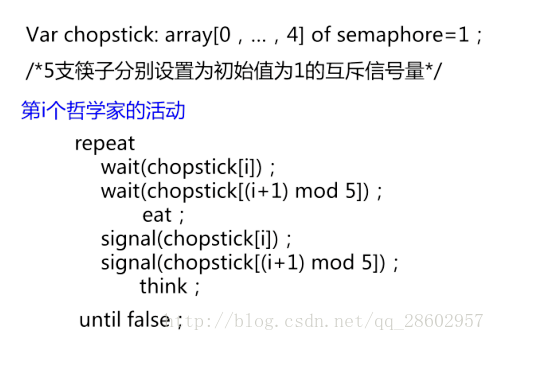 Var chopstick: array[0，…，4] of semaphore=1；
/*5支筷子分别设置为初始值为1的互斥信号量*/
第i个哲学家的活动
repeat
wait(chopstick[i])；
wait(chopstick[(i+1) mod 5])；
eat；
signal(chopstick[i])；
signal(chopstick[(i+1) mod 5])；
think；
until false；
http://blog.csdn.net/qq_28602957